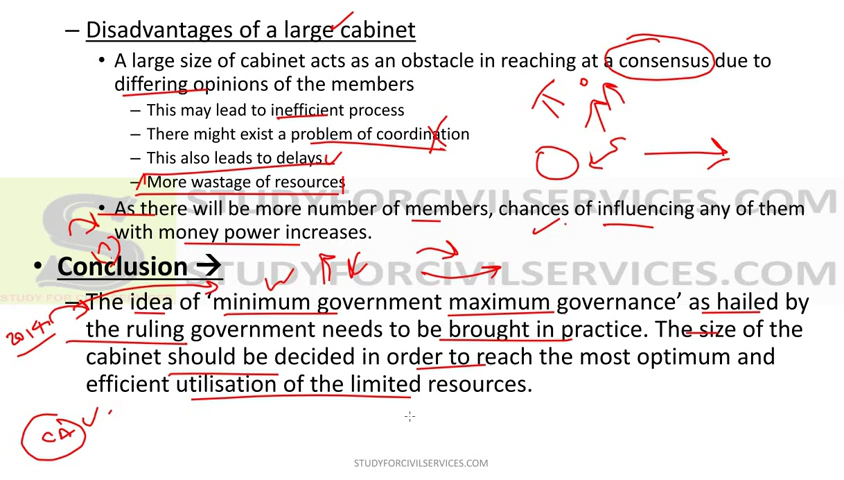 – Disadvantages of a large cabinet
• A large size of cabinet acts as an obstacle in reaching at a consensus due to
differing opinions of the members
– This may lead to inefficient process
– There might exist a problem of coordination
– This also leads to delays
– More wastage of resources
• As there will be more number of members, chances of influencing any of them
with money power increases.
STUDYFORCIVILSERVICES.COM
STUDYFORCIVILSERVICES.COM
STUDY FOR
• Conclusion →
– The idea of ‘minimum government maximum governance’ as hailed by
the ruling government needs to be brought in practice. The size of the
cabinet should be decided in order to reach the most optimum and
efficient utilisation of the limited resources.
2014
CA
STUDYFORCIVILSERVICES.COM